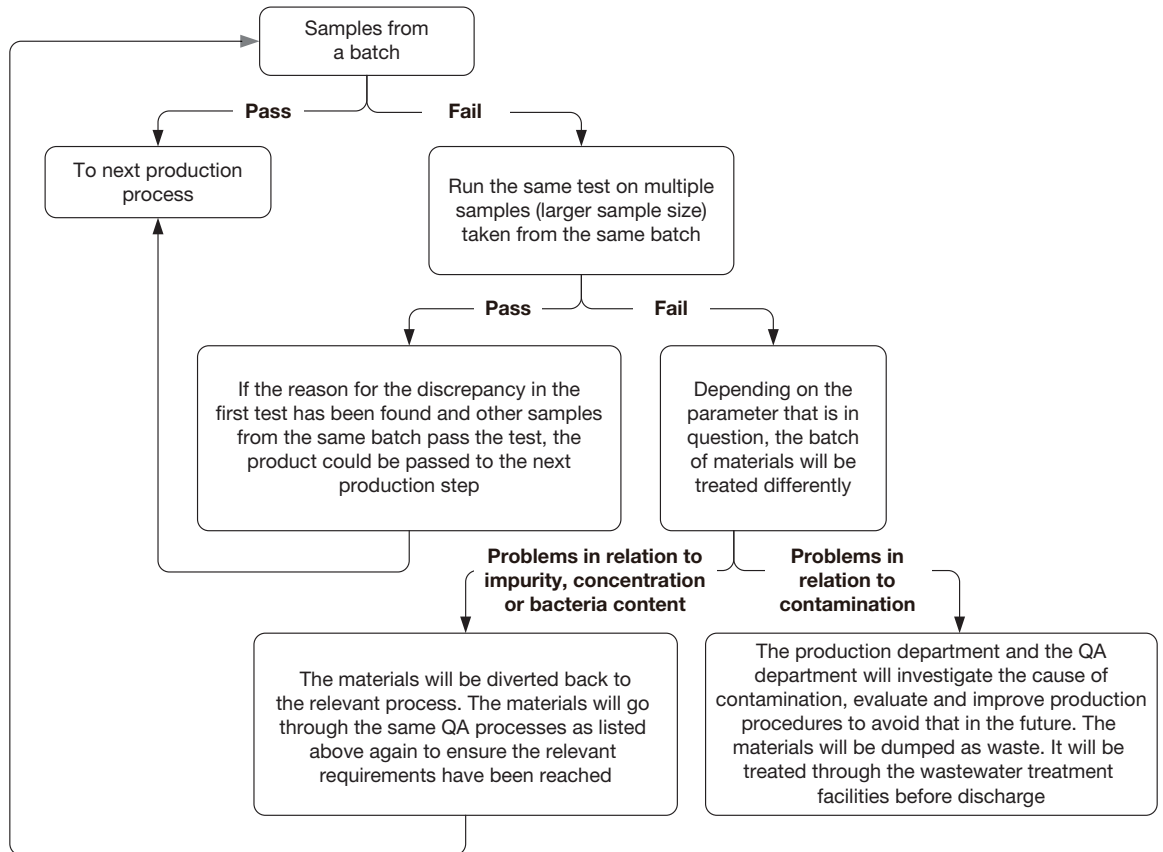 Samples from
a batch
Pass
Fail
To next production
process
Run the same test on multiple
samples (larger sample size)
taken from the same batch
Pass
Fail
If the reason for the discrepancy in the
first test has been found and other samples
from the same batch pass the test, the
product could be passed to the next
production step
Depending on the
parameter that is in
question, the batch
of materials will be
treated differently
Problems in relation to
impurity, concentration
or bacteria content
Problems in
relation to
contamination
The materials will be diverted back to
the relevant process. The materials will go
through the same QA processes as listed
above again to ensure the relevant
requirements have been reached
The production department and the QA
department will investigate the cause of
contamination, evaluate and improve production
procedures to avoid that in the future. The
materials will be dumped as waste. It will be
treated through the wastewater treatment
facilities before discharge